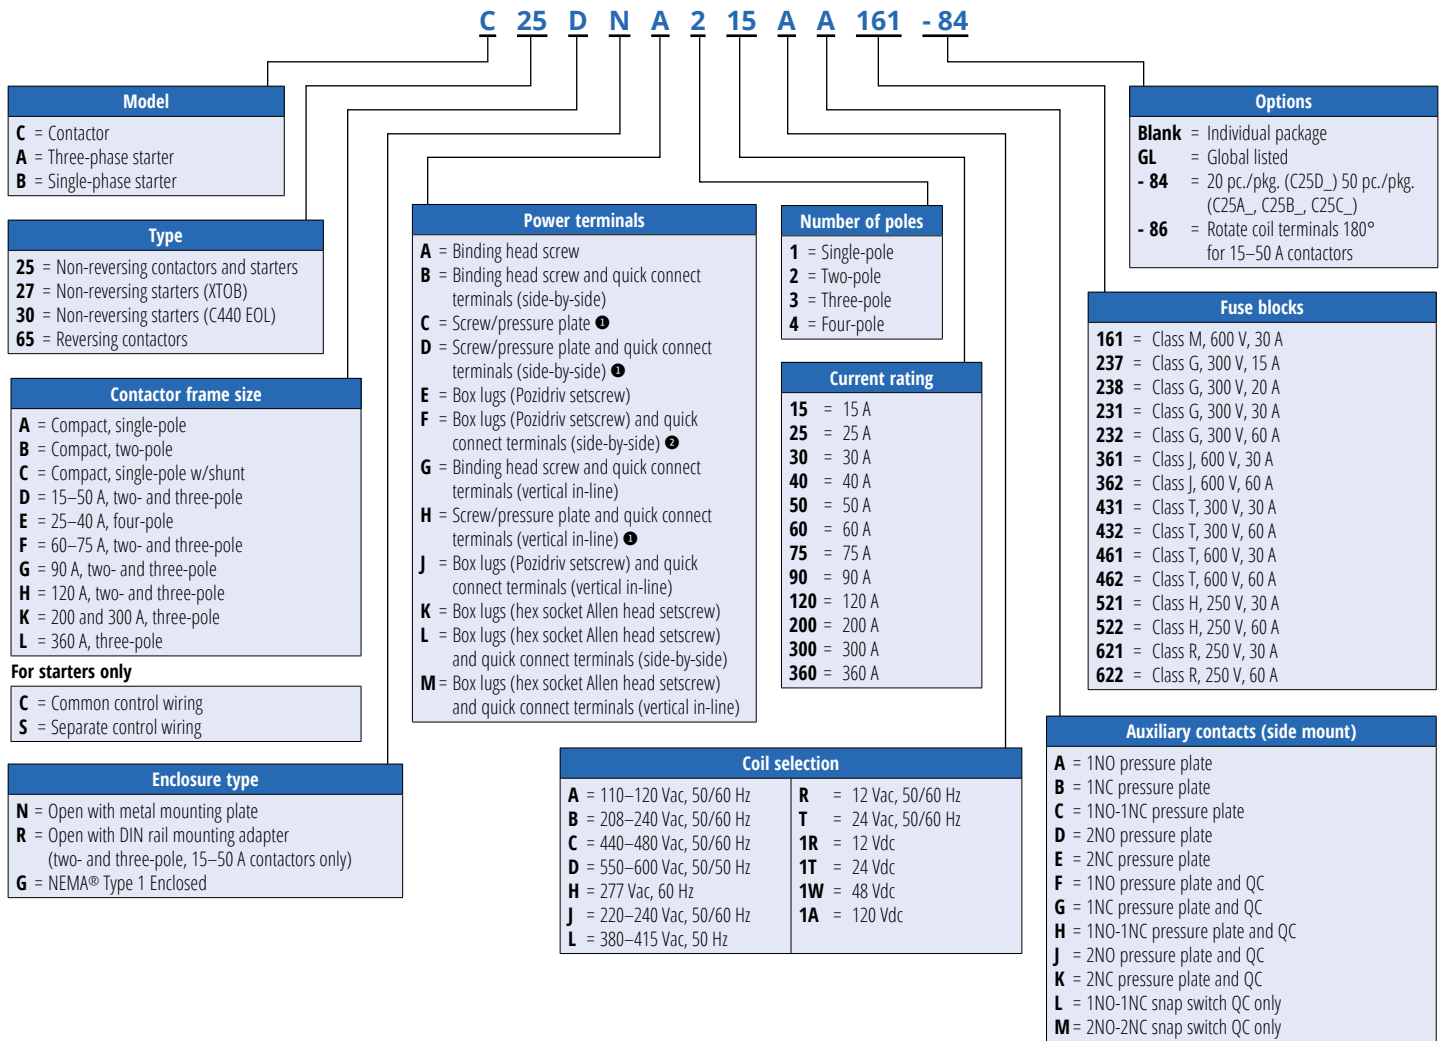 C 25 D N A 2 15 A A 161 - 84
Model
C = Contactor
A = Three-phase starter
B = Single-phase starter
Type
25 = Non-reversing contactors and starters
27 = Non-reversing starters (XTOB)
30 = Non-reversing starters (C440 EOL)
65 = Reversing contactors
Contactor frame size
A = Compact, single-pole
B = Compact, two-pole
C = Compact, single-pole w/shunt
D = 15–50 A, two- and three-pole
E = 25–40 A, four-pole
F = 60–75 A, two- and three-pole
G = 90 A, two- and three-pole
H = 120 A, two- and three-pole
K = 200 and 300 A, three-pole
L = 360 A, three-pole
For starters only
C = Common control wiring
S = Separate control wiring
Enclosure type
N = Open with metal mounting plate
R = Open with DIN rail mounting adapter
(two- and three-pole, 15–50 A contactors only)
G = NEMA® Type 1 Enclosed
Power terminals
A = Binding head screw
B = Binding head screw and quick connect
terminals (side-by-side)
C = Screw/pressure plate ❶
D = Screw/pressure plate and quick connect
terminals (side-by-side) ❶
E = Box lugs (Pozidriv setscrew)
F = Box lugs (Pozidriv setscrew) and quick
connect terminals (side-by-side) ❷
G = Binding head screw and quick connect
terminals (vertical in-line)
H = Screw/pressure plate and quick connect
terminals (vertical in-line) ❶
J = Box lugs (Pozidriv setscrew) and quick
connect terminals (vertical in-line)
K = Box lugs (hex socket Allen head setscrew)
L = Box lugs (hex socket Allen head setscrew)
and quick connect terminals (side-by-side)
M = Box lugs (hex socket Allen head setscrew)
and quick connect terminals (vertical in-line)
Number of poles
1 = Single-pole
2 = Two-pole
3 = Three-pole
4 = Four-pole
Current rating
15 = 15 A
25 = 25 A
30 = 30 A
40 = 40 A
50 = 50 A
60 = 60 A
75 = 75 A
90 = 90 A
120 = 120 A
200 = 200 A
300 = 300 A
360 = 360 A
Coil selection
A = 110–120 Vac, 50/60 Hz
B = 208–240 Vac, 50/60 Hz
C = 440–480 Vac, 50/60 Hz
D = 550–600 Vac, 50/50 Hz
H = 277 Vac, 60 Hz
J = 220–240 Vac, 50/60 Hz
L = 380–415 Vac, 50 Hz
R = 12 Vac, 50/60 Hz
T = 24 Vac, 50/60 Hz
1R = 12 Vdc
1T = 24 Vdc
1W = 48 Vdc
1A = 120 Vdc
Options
Blank = Individual package
GL = Global listed
- 84 = 20 pc./pkg. (C25D_) 50 pc./pkg.
(C25A_, C25B_, C25C_)
- 86 = Rotate coil terminals 180°
for 15–50 A contactors
Fuse blocks
161 = Class M, 600 V, 30 A
237 = Class G, 300 V, 15 A
238 = Class G, 300 V, 20 A
231 = Class G, 300 V, 30 A
232 = Class G, 300 V, 60 A
361 = Class J, 600 V, 30 A
362 = Class J, 600 V, 60 A
431 = Class T, 300 V, 30 A
432 = Class T, 300 V, 60 A
461 = Class T, 600 V, 30 A
462 = Class T, 600 V, 60 A
521 = Class H, 250 V, 30 A
522 = Class H, 250 V, 60 A
621 = Class R, 250 V, 30 A
622 = Class R, 250 V, 60 A
Auxiliary contacts (side mount)
A = 1NO pressure plate
B = 1NC pressure plate
C = 1NO-1NC pressure plate
D = 2NO pressure plate
E = 2NC pressure plate
F = 1NO pressure plate and QC
G = 1NC pressure plate and QC
H = 1NO-1NC pressure plate and QC
J = 2NO pressure plate and QC
K = 2NC pressure plate and QC
L = 1NO-1NC snap switch QC only
M = 2NO-2NC snap switch QC only